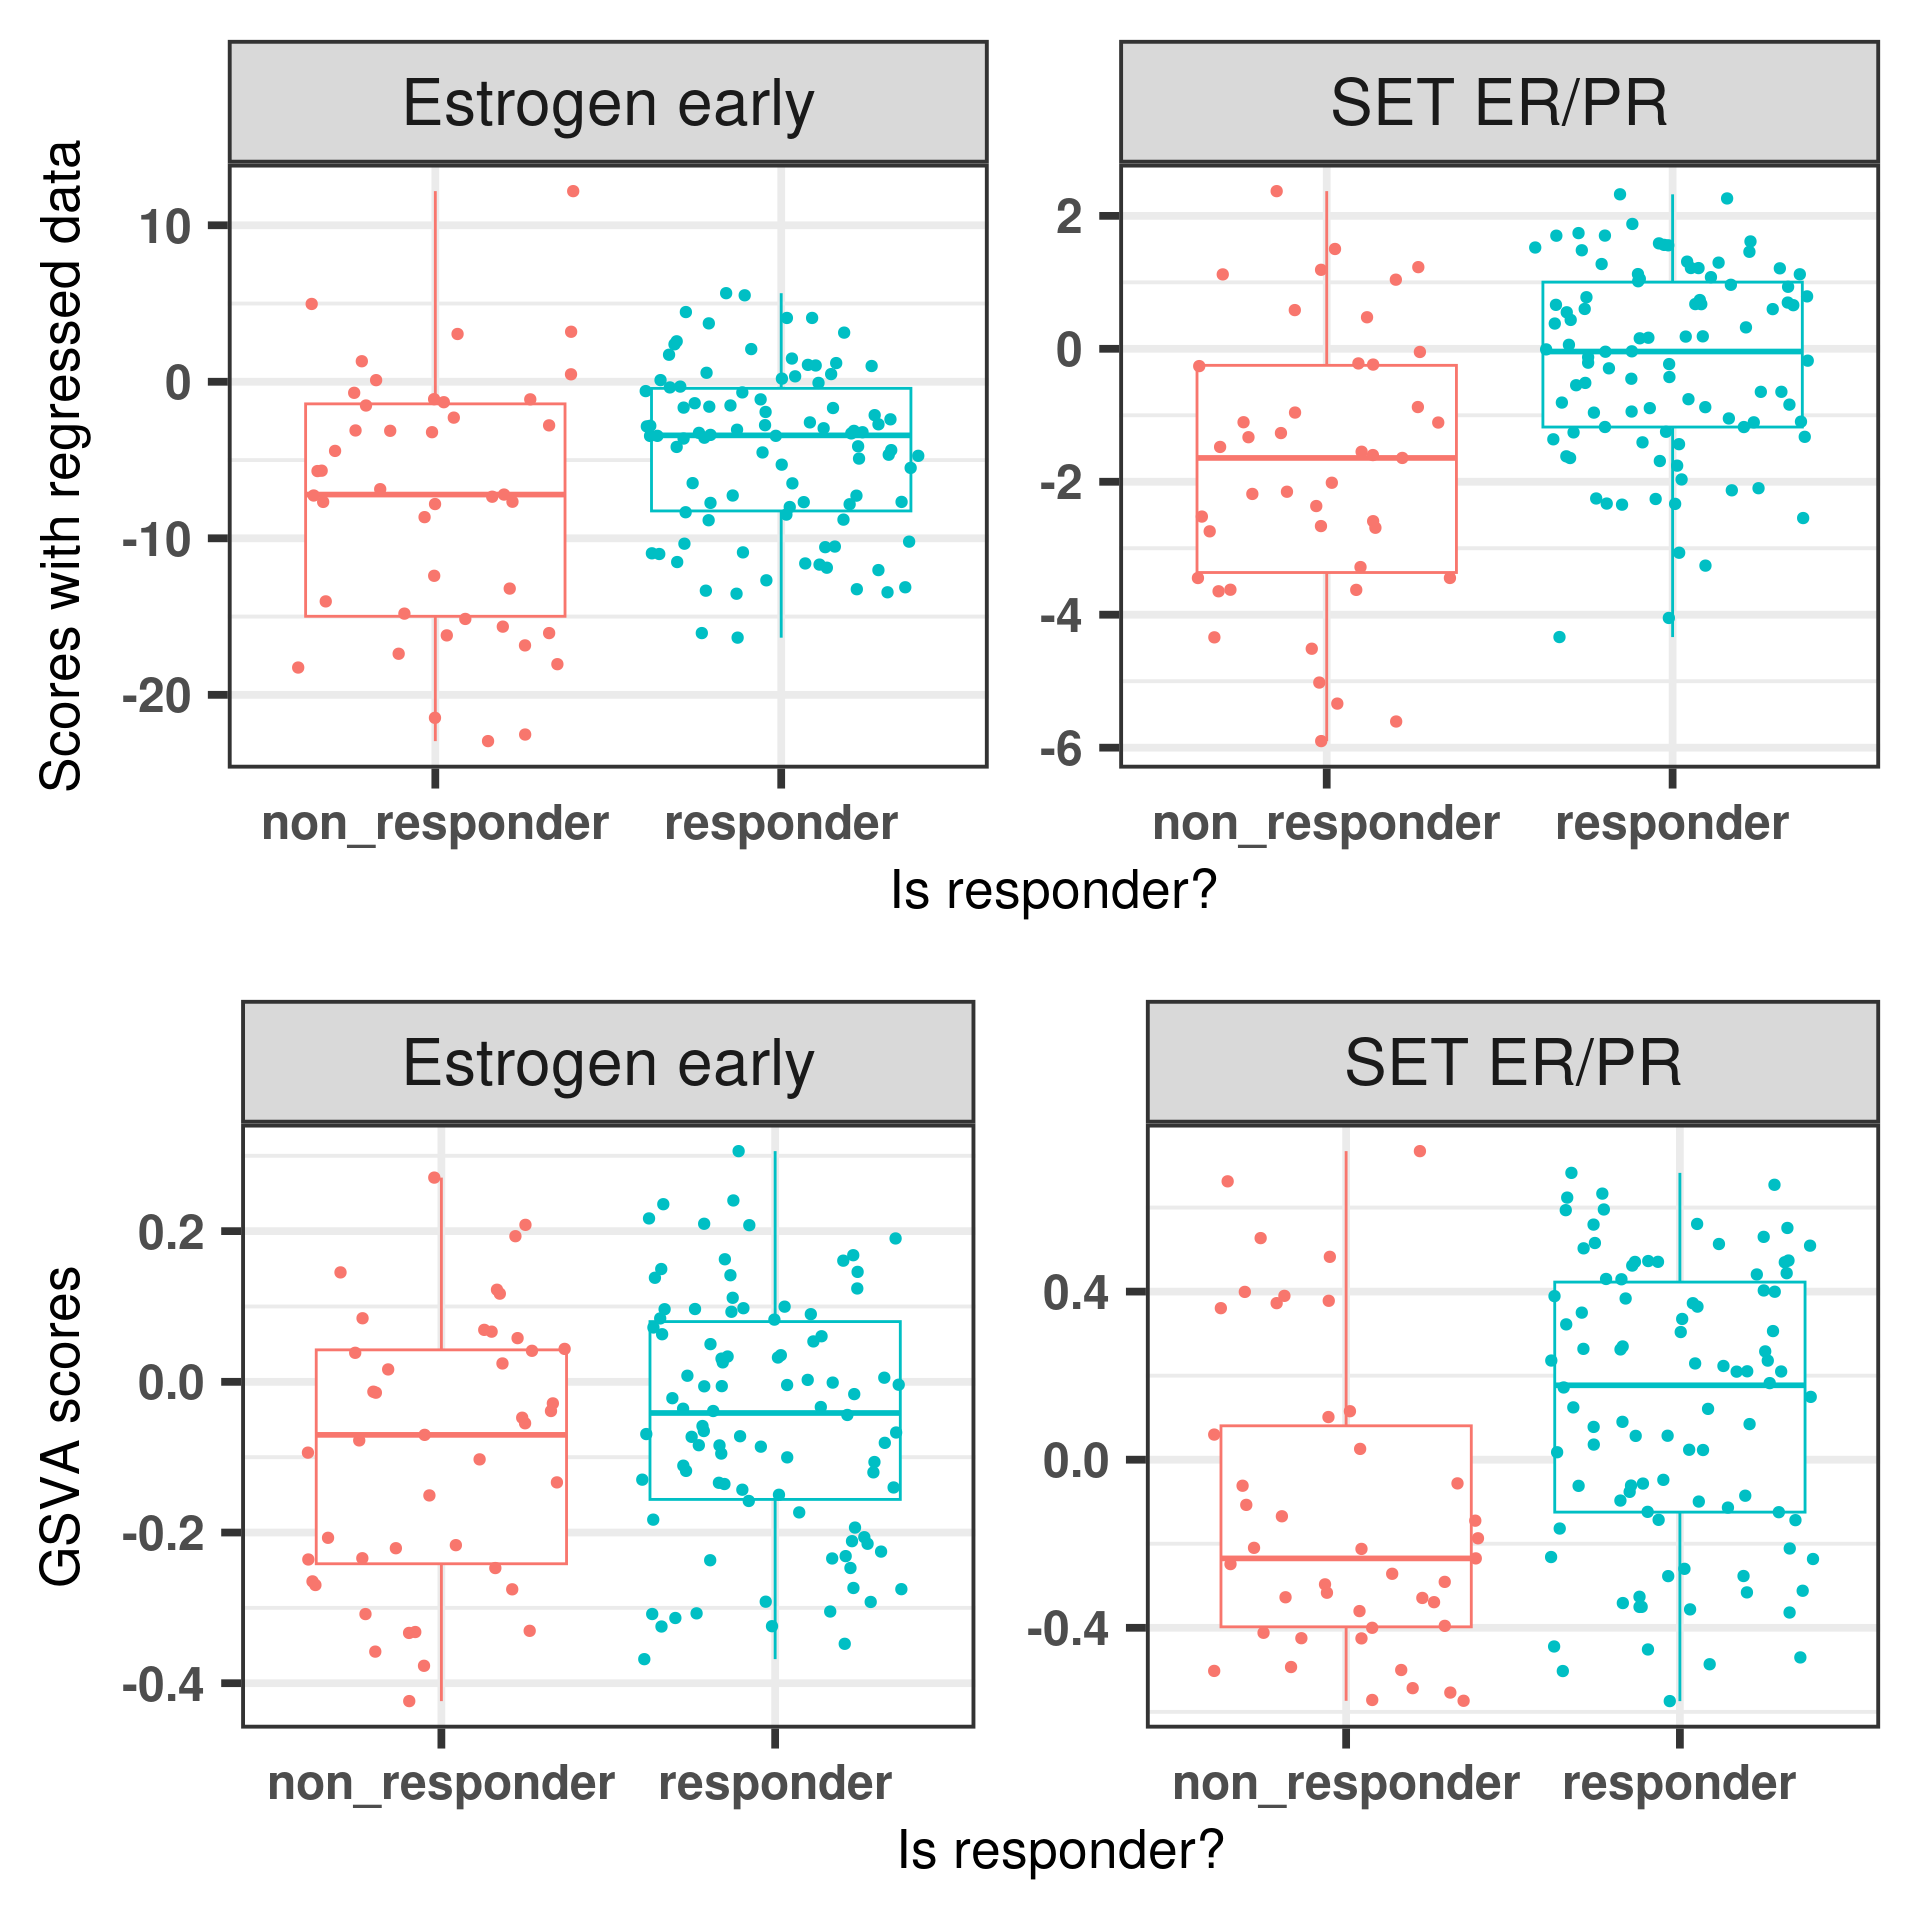 Estrogen early
SET ER/PR
Scores with regressed data
10
0
-10
-20
2
0
-2
-4
-6
non_responder
responder
non_responder
responder
Is responder?
Estrogen early
SET ER/PR
GSVA scores
0.2
0.0
-0.2
-0.4
0.4
0.0
-0.4
non_responder
responder
non_responder
responder
Is responder?